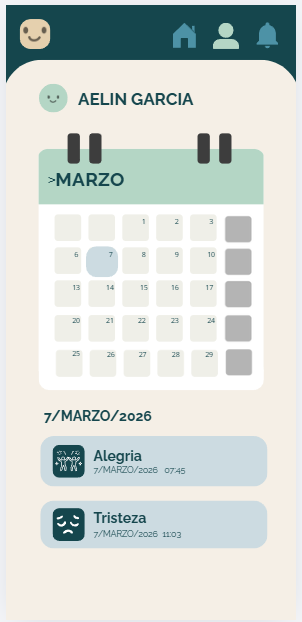 AELIN GARCIA
>MARZO
1 2 3
6 7 8 9 10
13 14 15 16 17
20 21 22 23 24
25 26 27 28 29
7/MARZO/2026
Alegria
7/MARZO/2026 07:45
Tristeza
7/MARZO/2026 11:03